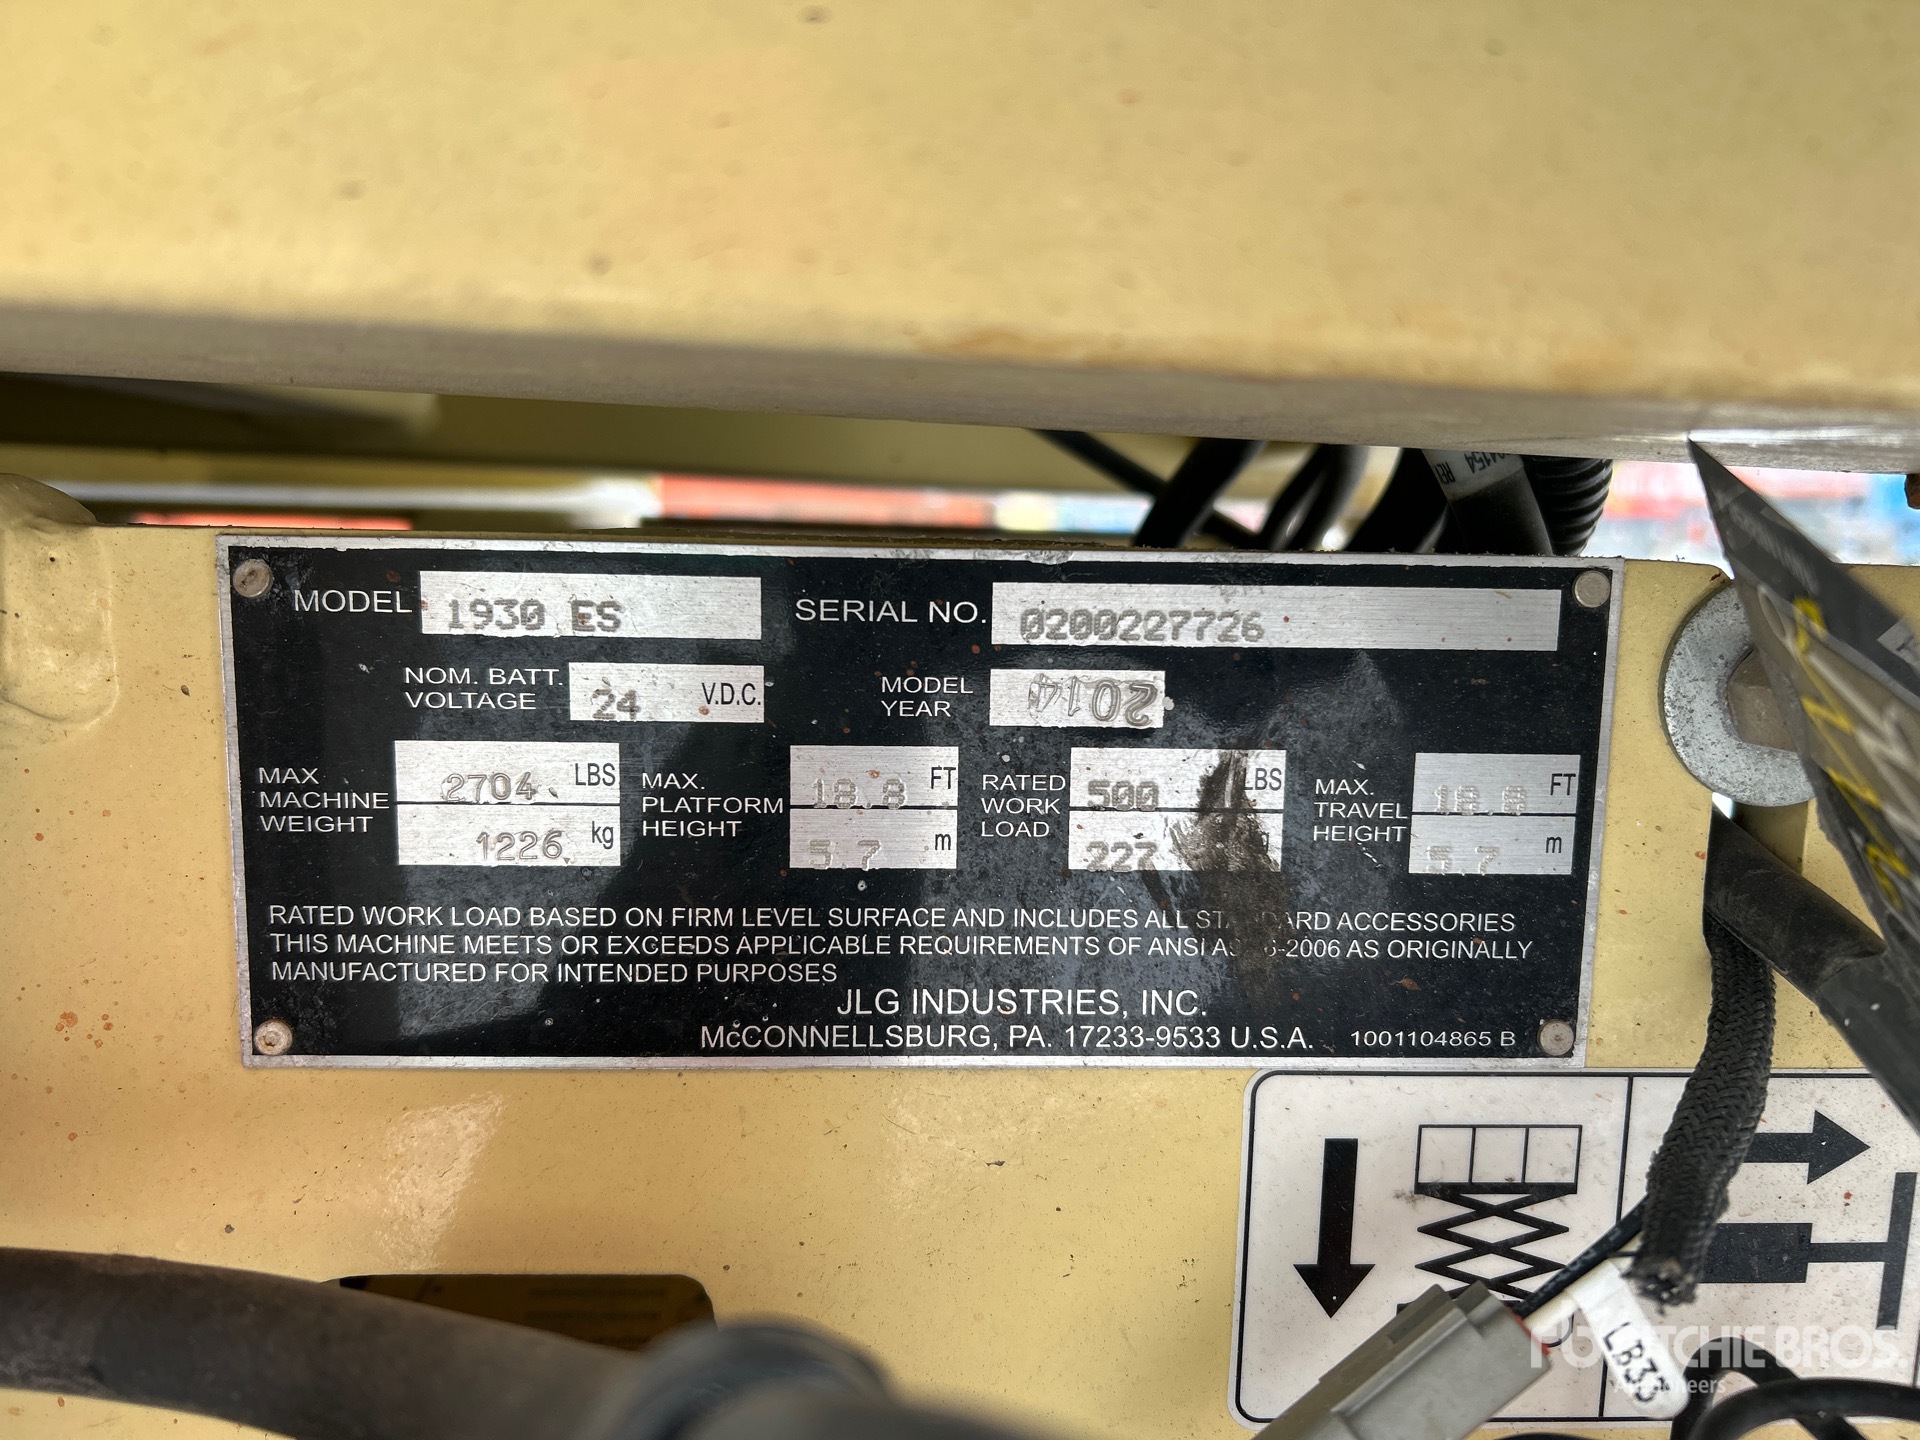 MODEL 1930 ES SERIAL NO. 0200227726
NOM. BATT. VOLTAGE 24 V.D.C. MODEL YEAR 2014
MAX MACHINE WEIGHT 2704 LBS 1226 kg
MAX. PLATFORM HEIGHT 18.8 FT 5.7 m
RATED WORK LOAD 500 LBS 227
MAX. TRAVEL HEIGHT 18.8 FT 5.7 m
RATED WORK LOAD BASED ON FIRM LEVEL SURFACE AND INCLUDES ALL ACCESSORIES
THIS MACHINE MEETS OR EXCEEDS APPLICABLE REQUIREMENTS OF ANSI -2006 AS ORIGINALLY
MANUFACTURED FOR INTENDED PURPOSES
JLG INDUSTRIES, INC.
McCONNELLSBURG, PA. 17233-9533 U.S.A. 1001104865 B
LB33
RITCHIE BROS.
Auctioneers